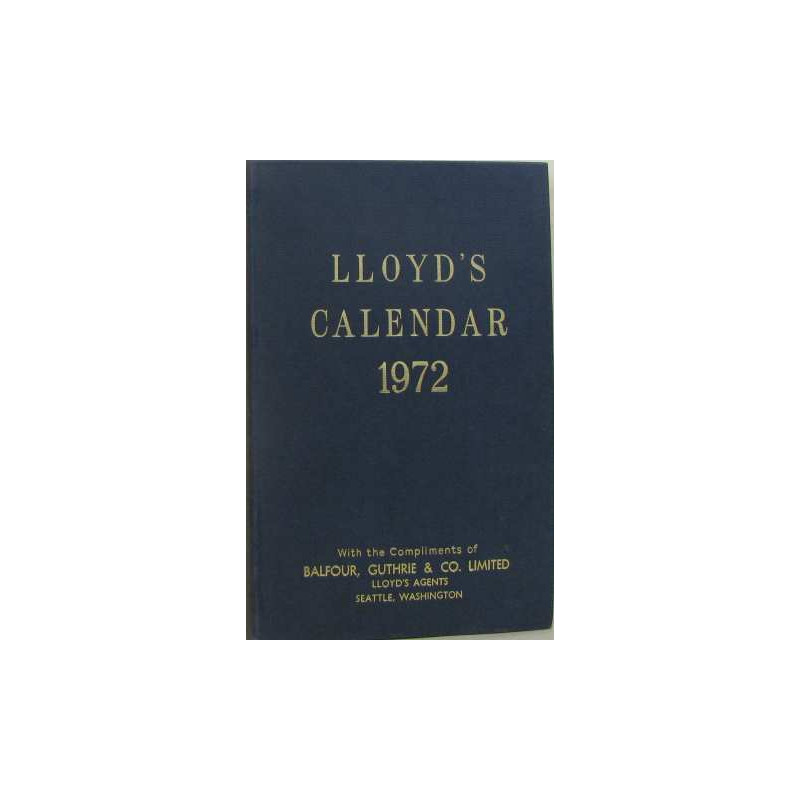 LLOYD'S
CALENDAR
1972
With the Compliments of
BALFOUR, GUTHRIE & CO. LIMITED
LLOYD'S AGENTS
SEATTLE, WASHINGTON